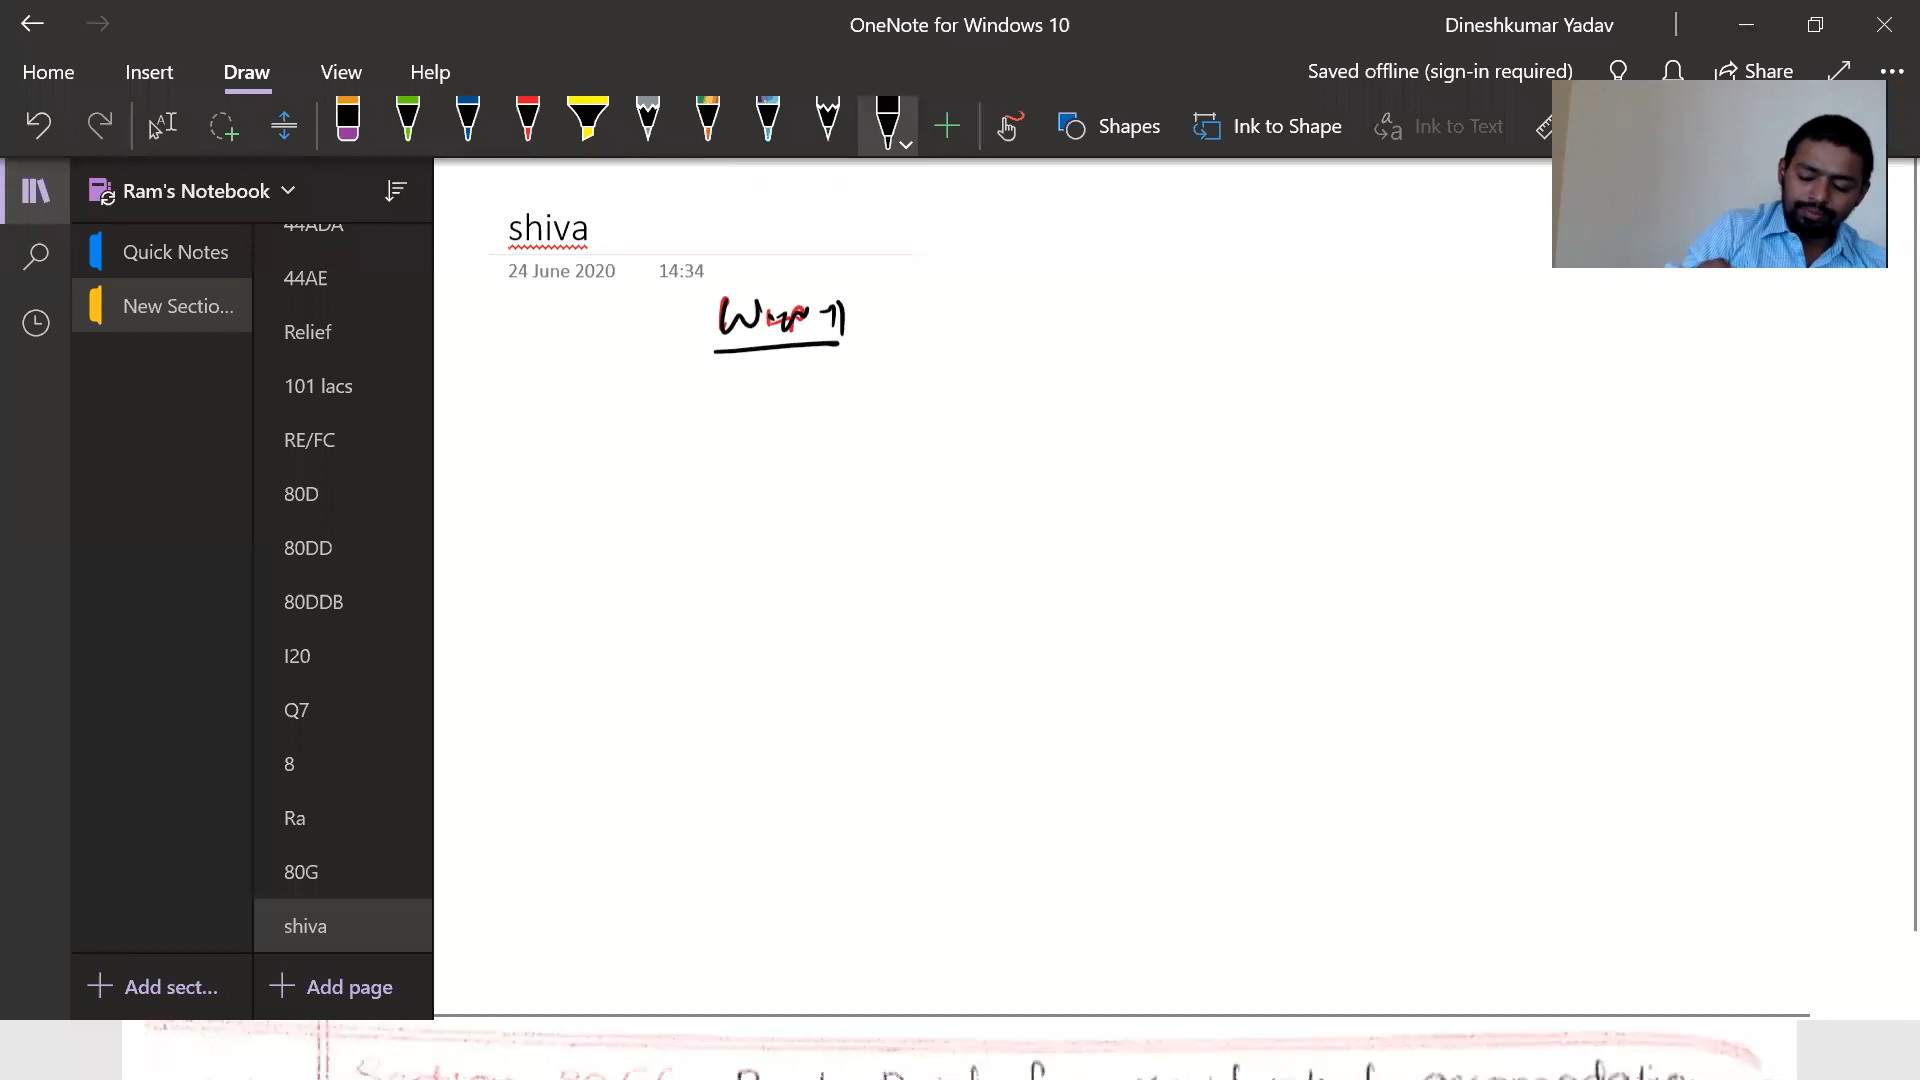 OneNote for Windows 10
Dineshkumar Yadav
Home Insert Draw View Help
Saved offline (sign-in required)
Share
Shapes
Ink to Shape
Ink to Text
Ram's Notebook
Quick Notes
New Sectio...
44ADA
44AE
Relief
101 lacs
RE/FC
80D
80DD
80DDB
I20
Q7
8
Ra
80G
shiva
Add sect...
Add page
shiva
24 June 2020 14:34